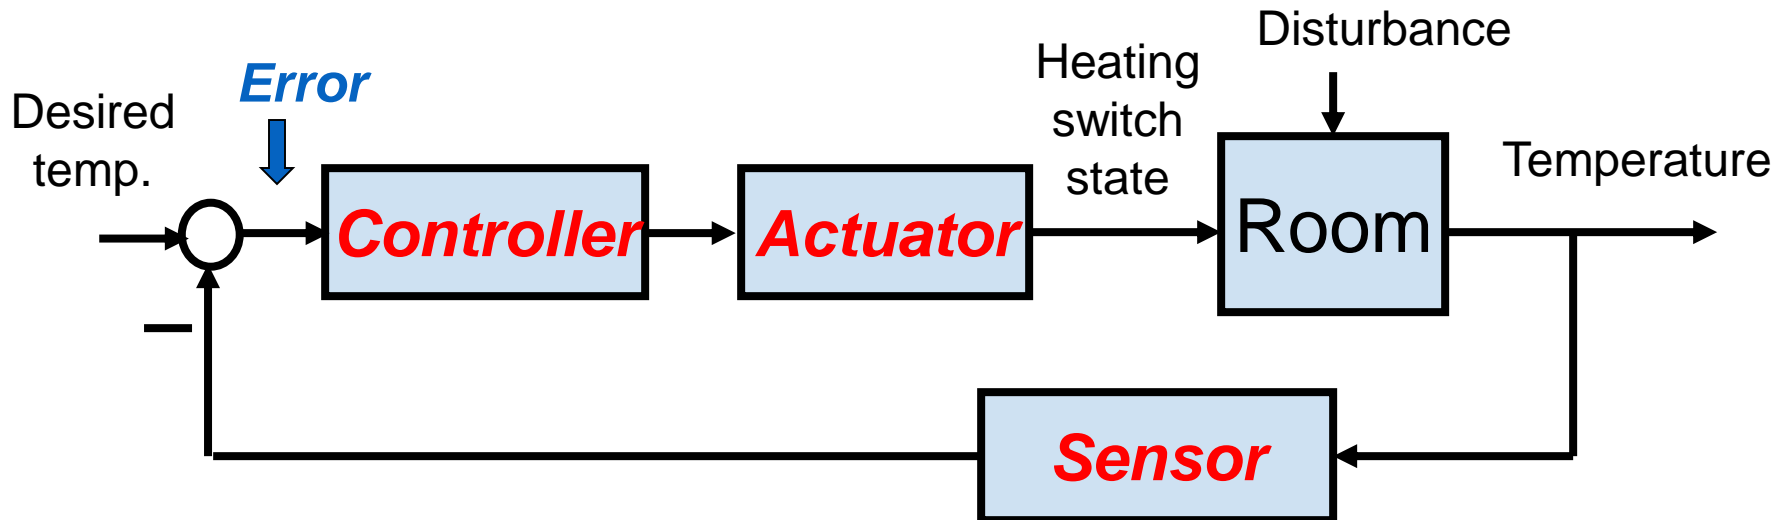 Disturbance
Error
Heating
switch
state
Desired
temp.
Temperature
Controller
Actuator
Room
—
Sensor